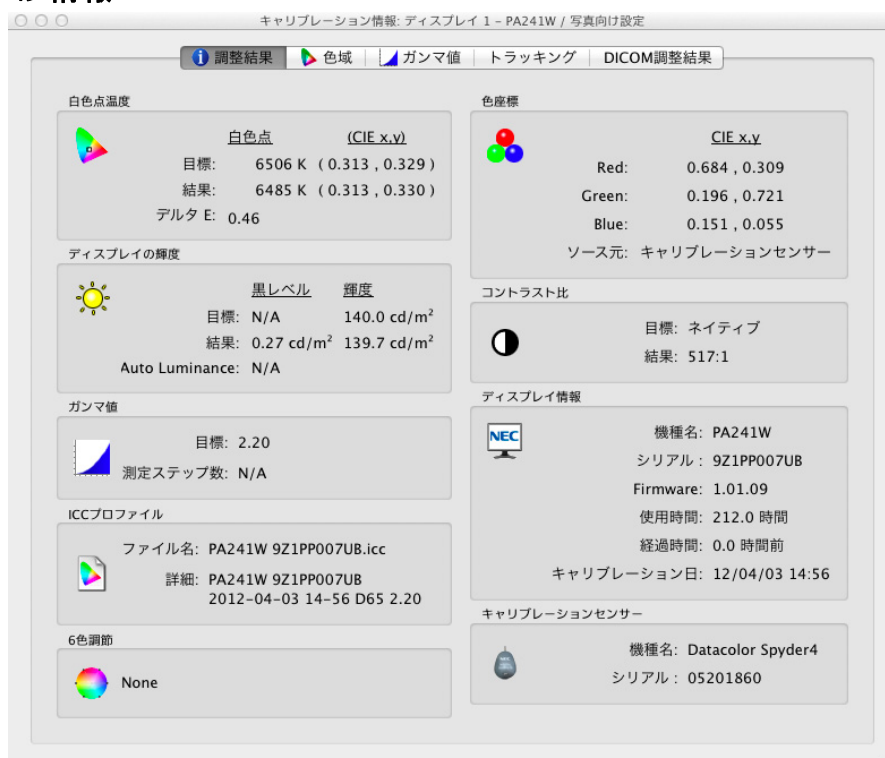 キャリブレーション情報: ディスプレイ 1 – PA241W / 写真向け設定
調整結果 色域 ガンマ値 トラッキング DICOM調整結果
白色点温度
白色点 (CIE x,y)
目標: 6506 K ( 0.313 , 0.329 )
結果: 6485 K ( 0.313 , 0.330 )
デルタ E: 0.46
ディスプレイの輝度
黒レベル 輝度
目標: N/A 140.0 cd/m²
結果: 0.27 cd/m² 139.7 cd/m²
Auto Luminance: N/A
ガンマ値
目標: 2.20
測定ステップ数: N/A
ICCプロファイル
ファイル名: PA241W 9Z1PP007UB.icc
詳細: PA241W 9Z1PP007UB
2012-04-03 14-56 D65 2.20
6色調節
None
色座標
CIE x,y
Red: 0.684 , 0.309
Green: 0.196 , 0.721
Blue: 0.151 , 0.055
ソース元: キャリブレーションセンサー
コントラスト比
目標: ネイティブ
結果: 517:1
ディスプレイ情報
NEC
機種名: PA241W
シリアル : 9Z1PP007UB
Firmware: 1.01.09
使用時間: 212.0 時間
経過時間: 0.0 時間前
キャリブレーション日: 12/04/03 14:56
キャリブレーションセンサー
機種名: Datacolor Spyder4
シリアル : 05201860